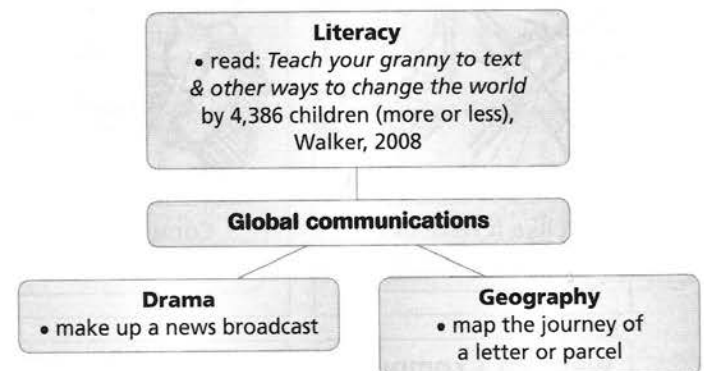 Literacy
• read: Teach your granny to text
& other ways to change the world
by 4,386 children (more or less),
Walker, 2008
Global communications
Drama
• make up a news broadcast
Geography
• map the journey of
a letter or parcel